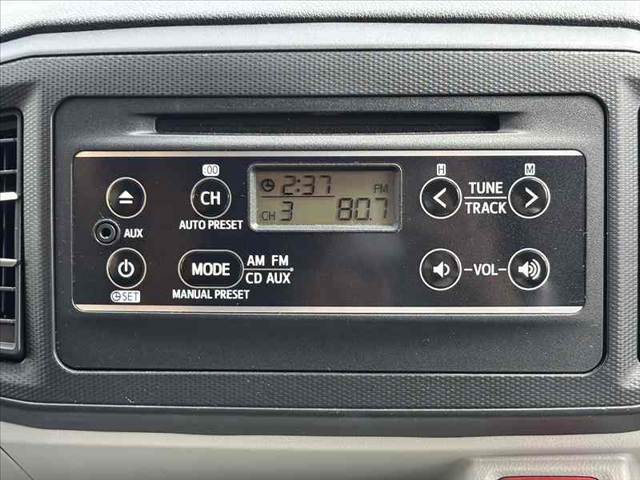 :00
H
M
2:37 FM
CH 3 80.7
CH
AUTO PRESET
TUNE
TRACK
AUX
MODE
AM FM
CD AUX
MANUAL PRESET
-VOL-
SET